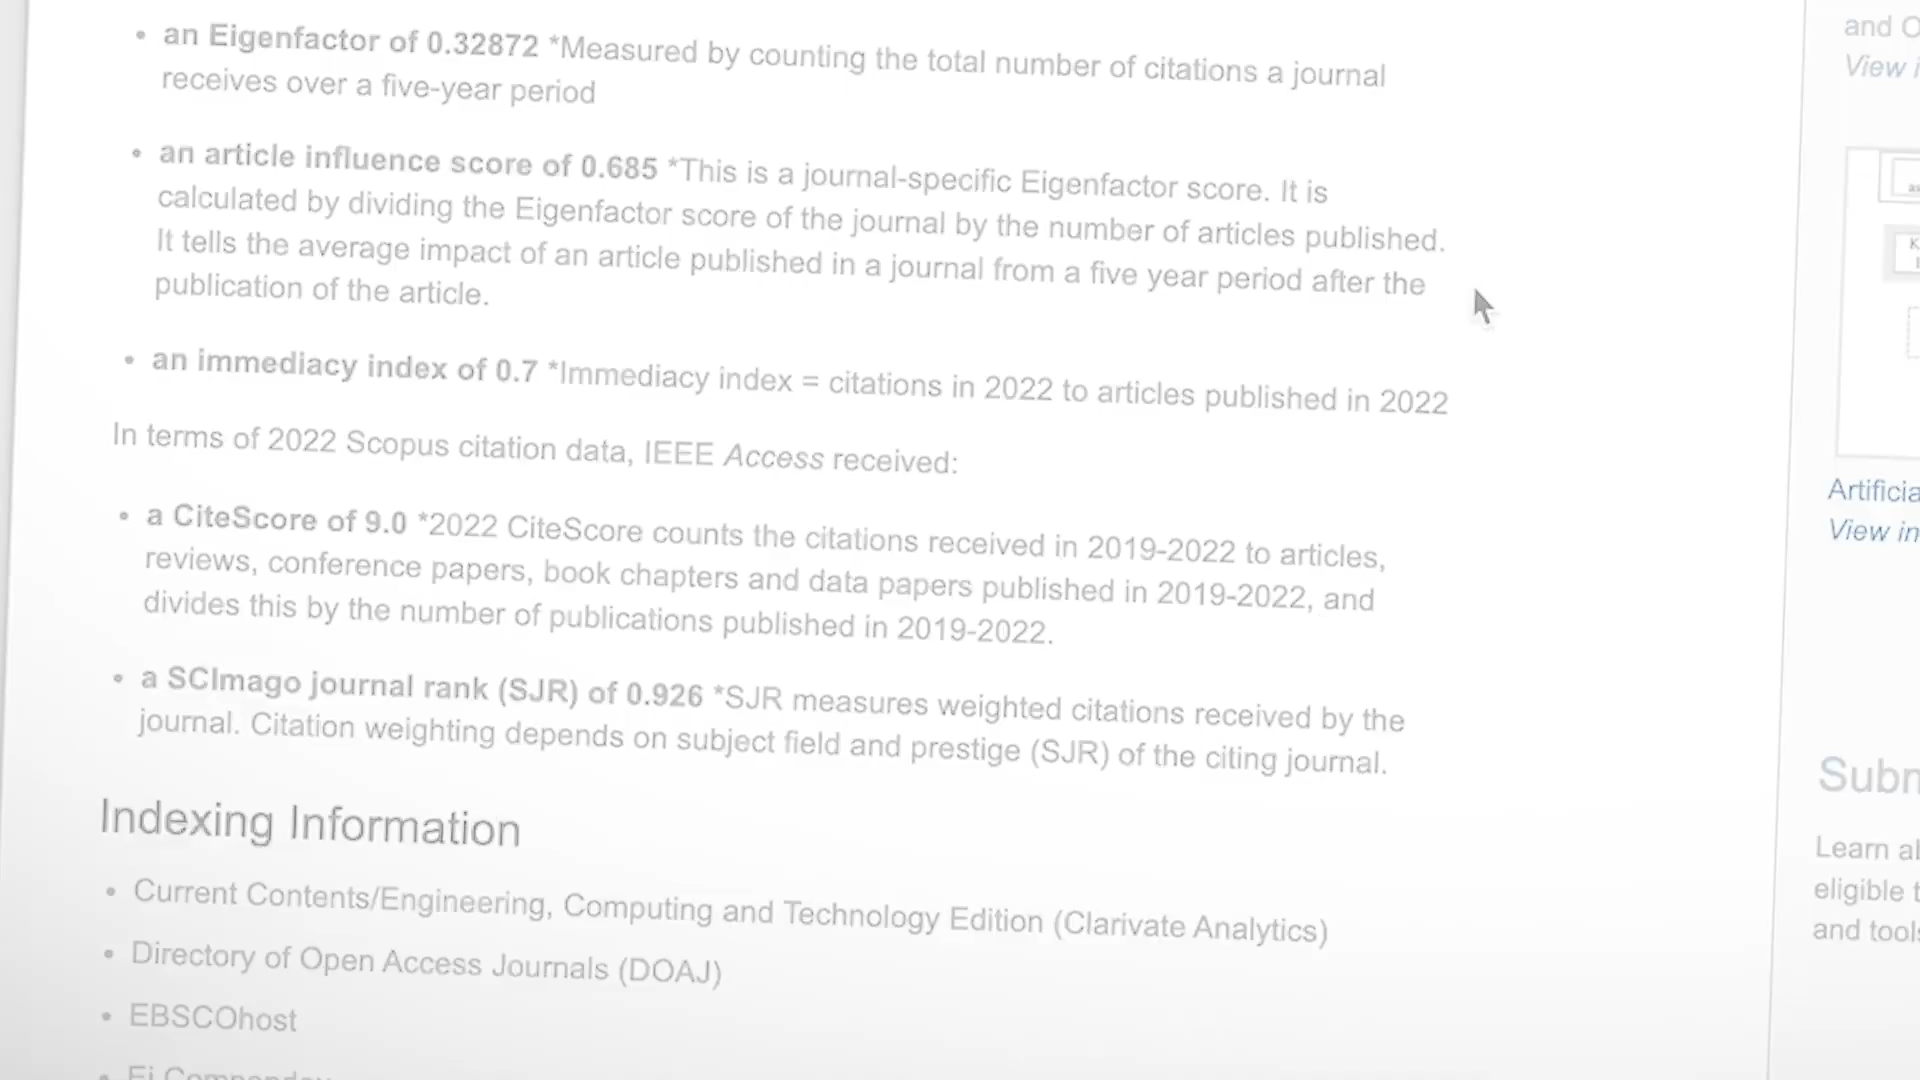 • an Eigenfactor of 0.32872 *Measured by counting the total number of citations a journal
receives over a five-year period
• an article influence score of 0.685 *This is a journal-specific Eigenfactor score. It is
calculated by dividing the Eigenfactor score of the journal by the number of articles published.
It tells the average impact of an article published in a journal from a five year period after the
publication of the article.
• an immediacy index of 0.7 *Immediacy index = citations in 2022 to articles published in 2022
In terms of 2022 Scopus citation data, IEEE Access received:
• a CiteScore of 9.0 *2022 CiteScore counts the citations received in 2019-2022 to articles,
reviews, conference papers, book chapters and data papers published in 2019-2022, and
divides this by the number of publications published in 2019-2022.
• a SCImago journal rank (SJR) of 0.926 *SJR measures weighted citations received by the
journal. Citation weighting depends on subject field and prestige (SJR) of the citing journal.
Indexing Information
• Current Contents/Engineering, Computing and Technology Edition (Clarivate Analytics)
• Directory of Open Access Journals (DOAJ)
• EBSCOhost
• Ei
and
View
View in
Learn
eligible
and